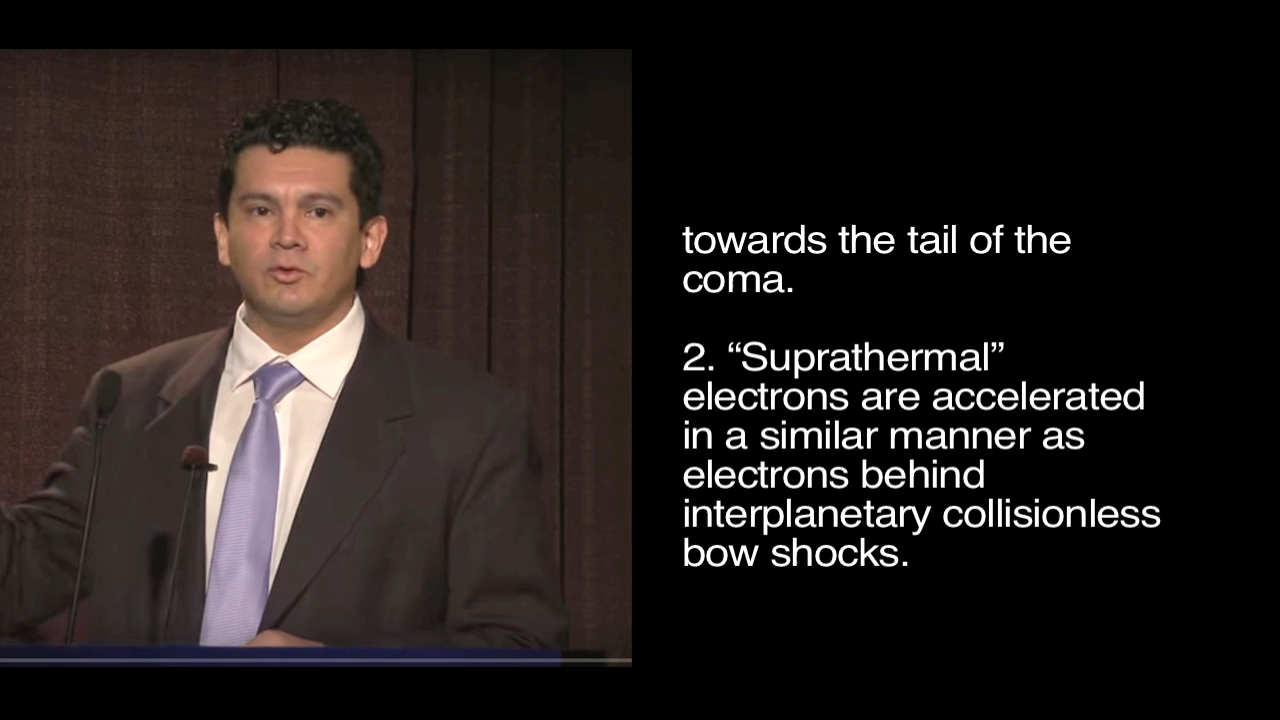 towards the tail of the
coma.
2. “Suprathermal”
electrons are accelerated
in a similar manner as
electrons behind
interplanetary collisionless
bow shocks.